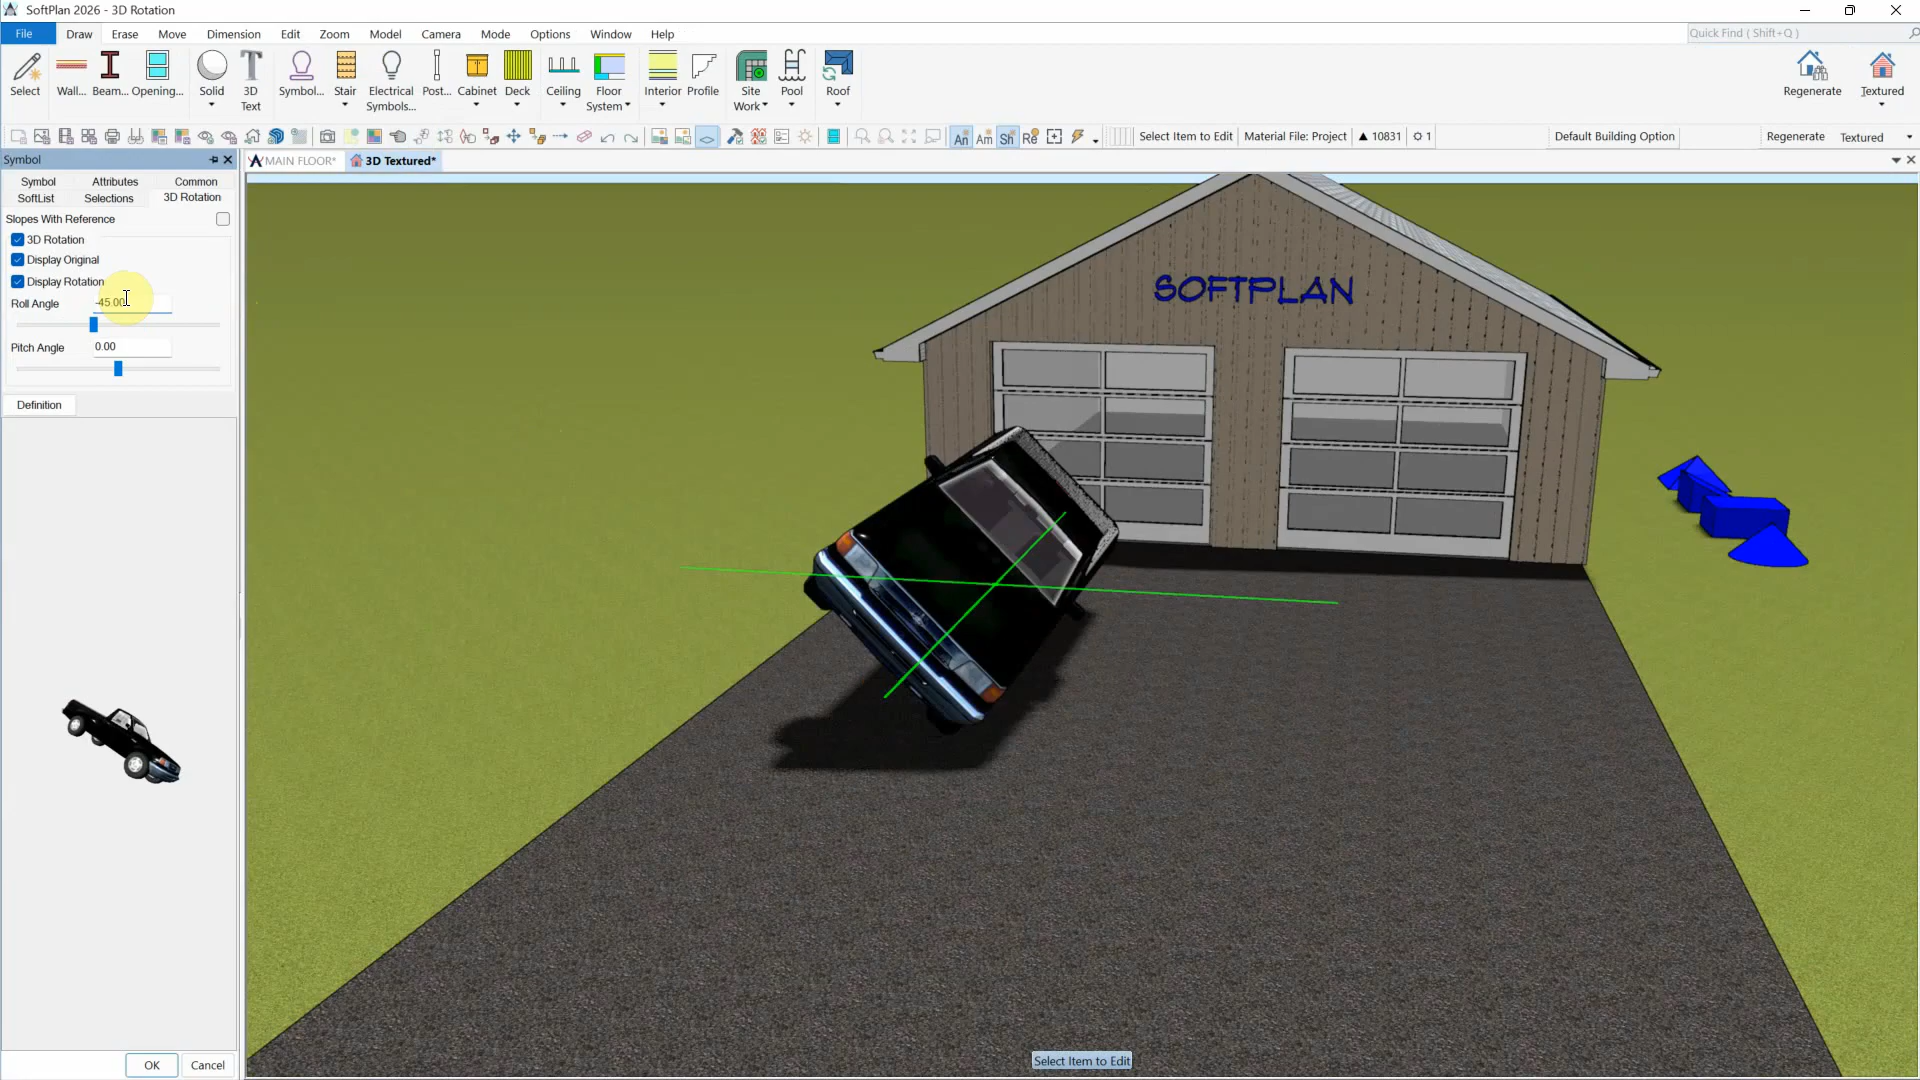 SoftPlan 2026 - 3D Rotation
File Draw Erase Move Dimension Edit Zoom Model Camera Mode Options Window Help
Quick Find ( Shift+Q )
Select Wall... Beam... Opening... Solid 3D Text Symbol... Stair Electrical Symbols... Post... Cabinet Deck Ceiling Floor System Interior Profile Site Work Pool Roof Regenerate Textured
An Am Sh Re Select Item to Edit Material File: Project 10831 1 Default Building Option Regenerate Textured
Symbol
MAIN FLOOR* 3D Textured*
Symbol Attributes Common
SoftList Selections 3D Rotation
Slopes With Reference
3D Rotation
Display Original
Display Rotation
Roll Angle -45.00
Pitch Angle 0.00
Definition
SOFTPLAN
OK Cancel
Select Item to Edit